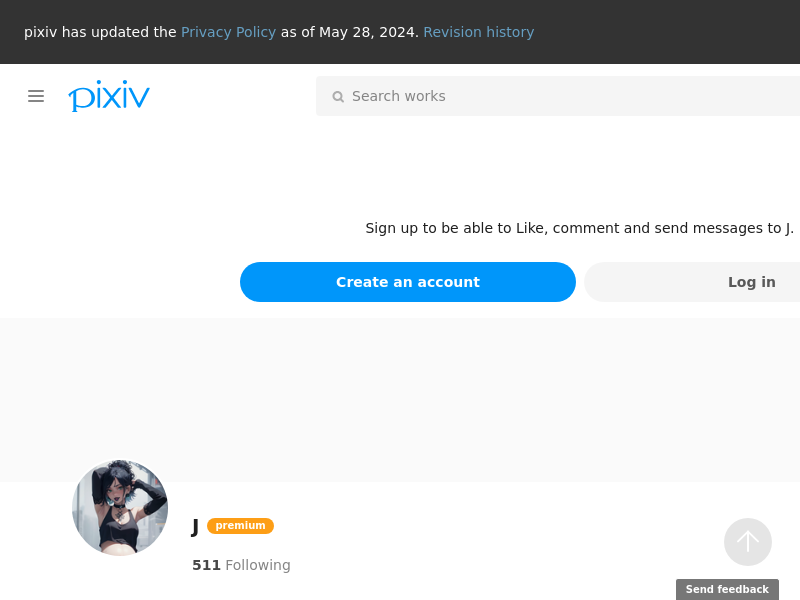 pixiv has updated the Privacy Policy as of May 28, 2024. Revision history
pixiv
Search works
Sign up to be able to Like, comment and send messages to J.
Create an account
Log in
J premium
511 Following
Send feedback